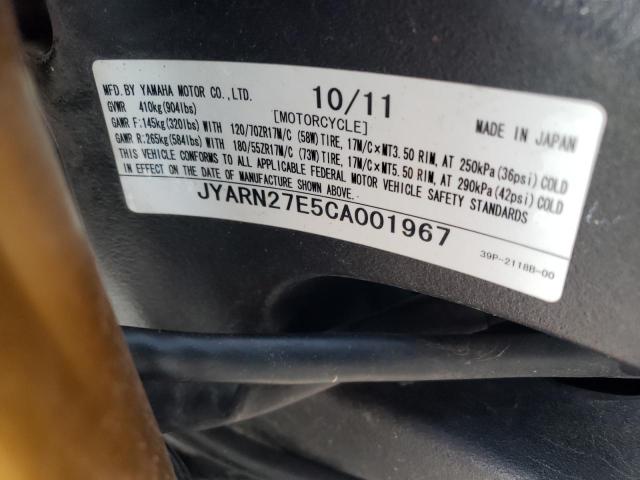 MFD.BY YAMAHA MOTOR CO.,LTD. 10/11
GVWR 410kg(904lbs) [MOTORCYCLE] MADE IN JAPAN
GAWR F:145kg(320lbs) WITH 120/70ZR17M/C (58W) TIRE, 17M/C×MT3.50 RIM, AT 250kPa(36psi) COLD
GAWR R:265kg(584lbs) WITH 180/55ZR17M/C (73W) TIRE, 17M/C×MT5.50 RIM, AT 290kPa(42psi) COLD
THIS VEHICLE CONFORMS TO ALL APPLICABLE FEDERAL MOTOR VEHICLE SAFETY STANDARDS
IN EFFECT ON THE DATE OF MANUFACTURE SHOWN ABOVE.
JYARN27E5CA001967
39P-2118B-00